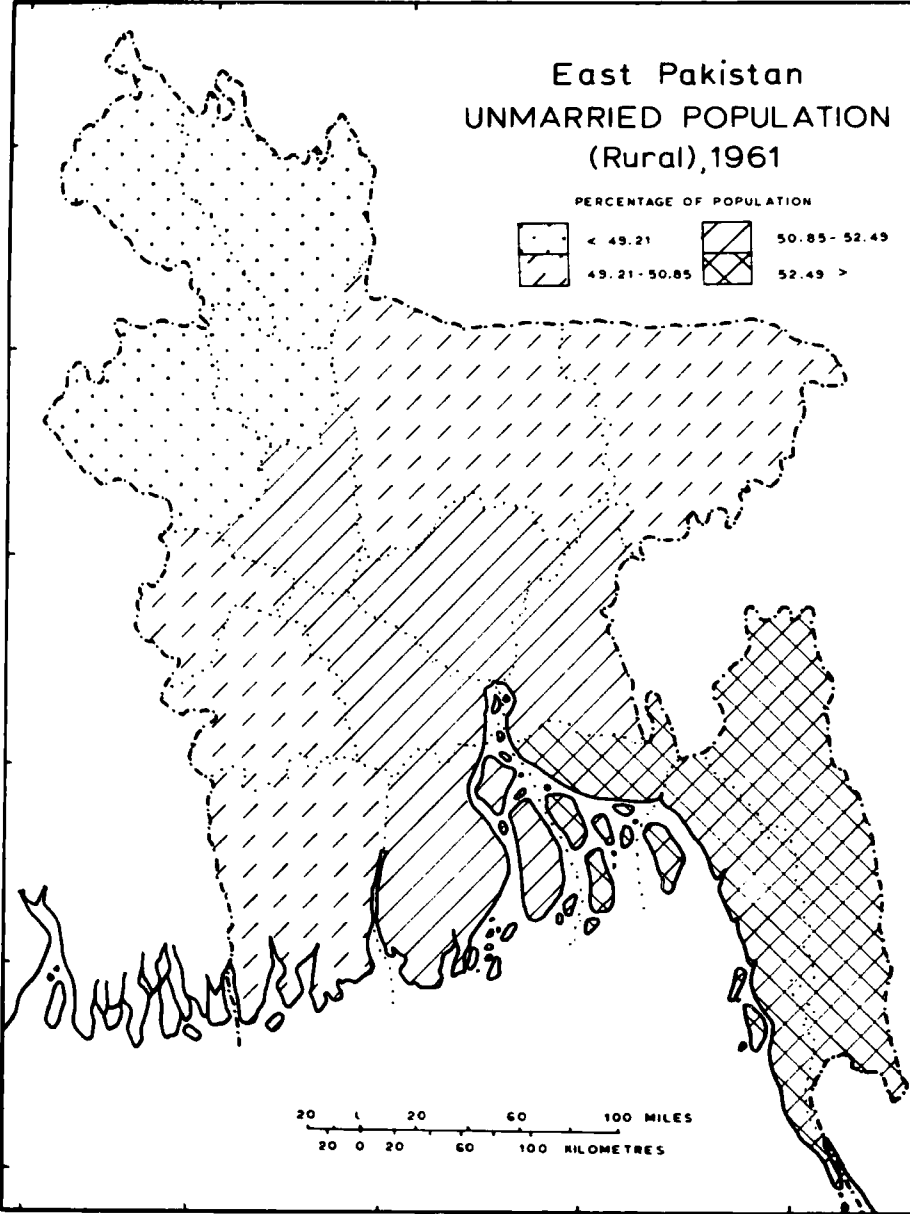 East Pakistan
UNMARRIED POPULATION
(Rural), 1961
PERCENTAGE OF POPULATION
< 49.21
50.85 - 52.49
49.21 - 50.85
52.49 >
20 0 20 60 100 MILES
20 0 20 60 100 KILOMETRES